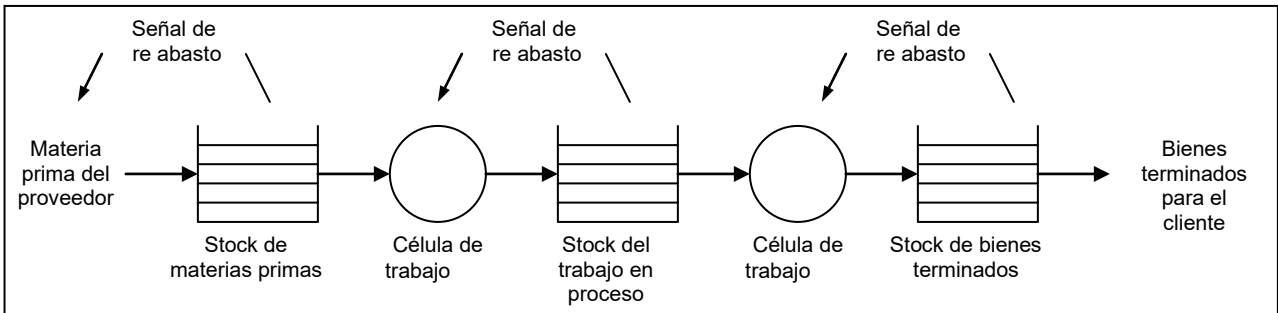 Señal de
re abasto
Señal de
re abasto
Señal de
re abasto
Materia
prima del
proveedor
Bienes
terminados
para el
cliente
Stock de
materias primas
Célula de
trabajo
Stock del
trabajo en
proceso
Célula de
trabajo
Stock de bienes
terminados